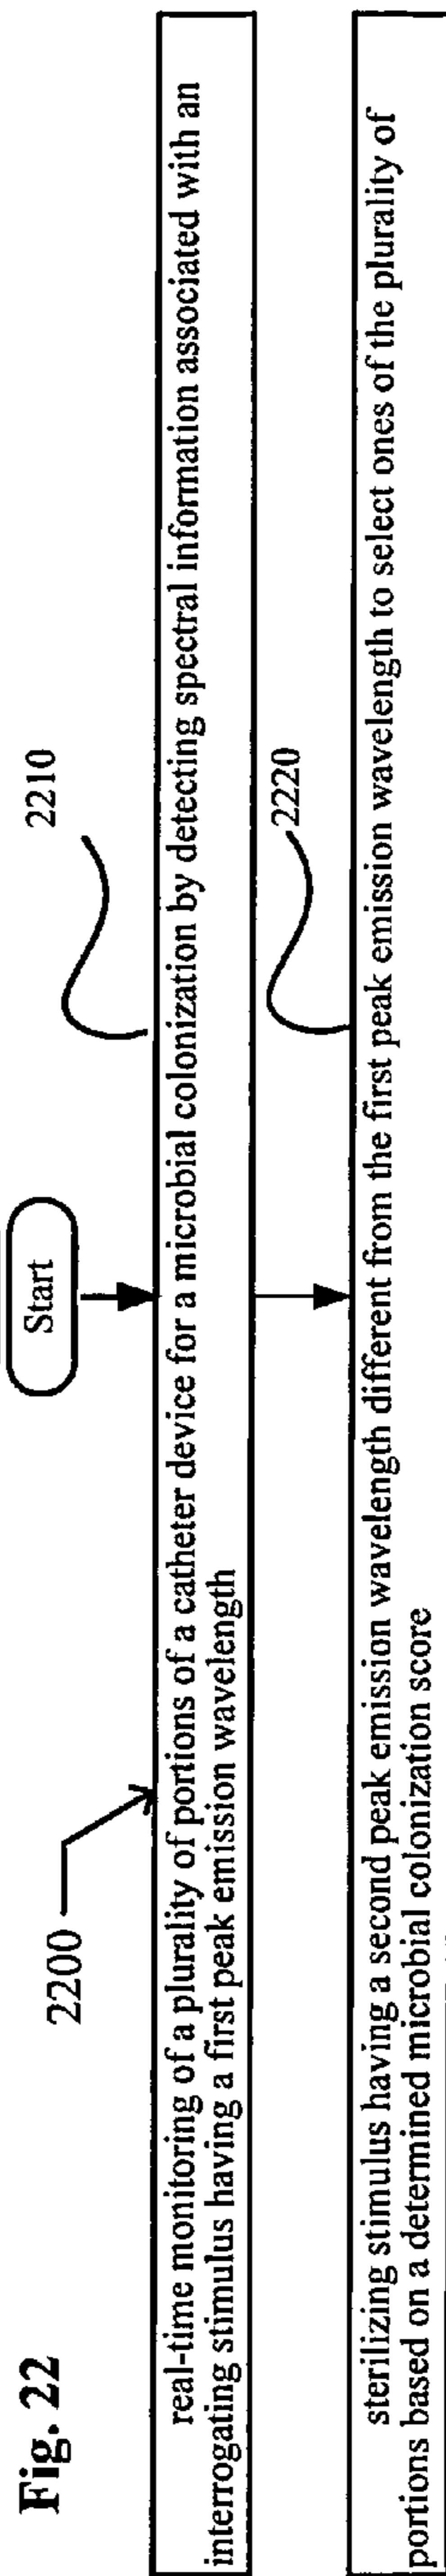 Fig. 22
2200
Start
2210
real-time monitoring of a plurality of portions of a catheter device for a microbial colonization by detecting spectral information associated with an
interrogating stimulus having a first peak emission wavelength
2220
sterilizing stimulus having a second peak emission wavelength different from the first peak emission wavelength to select ones of the plurality of
portions based on a determined microbial colonization score